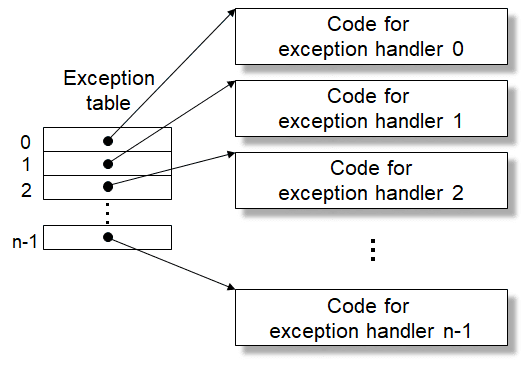 Code for
exception handler 0
Exception
table
Code for
exception handler 1
0
1
2
Code for
exception handler 2
n-1
Code for
exception handler n-1